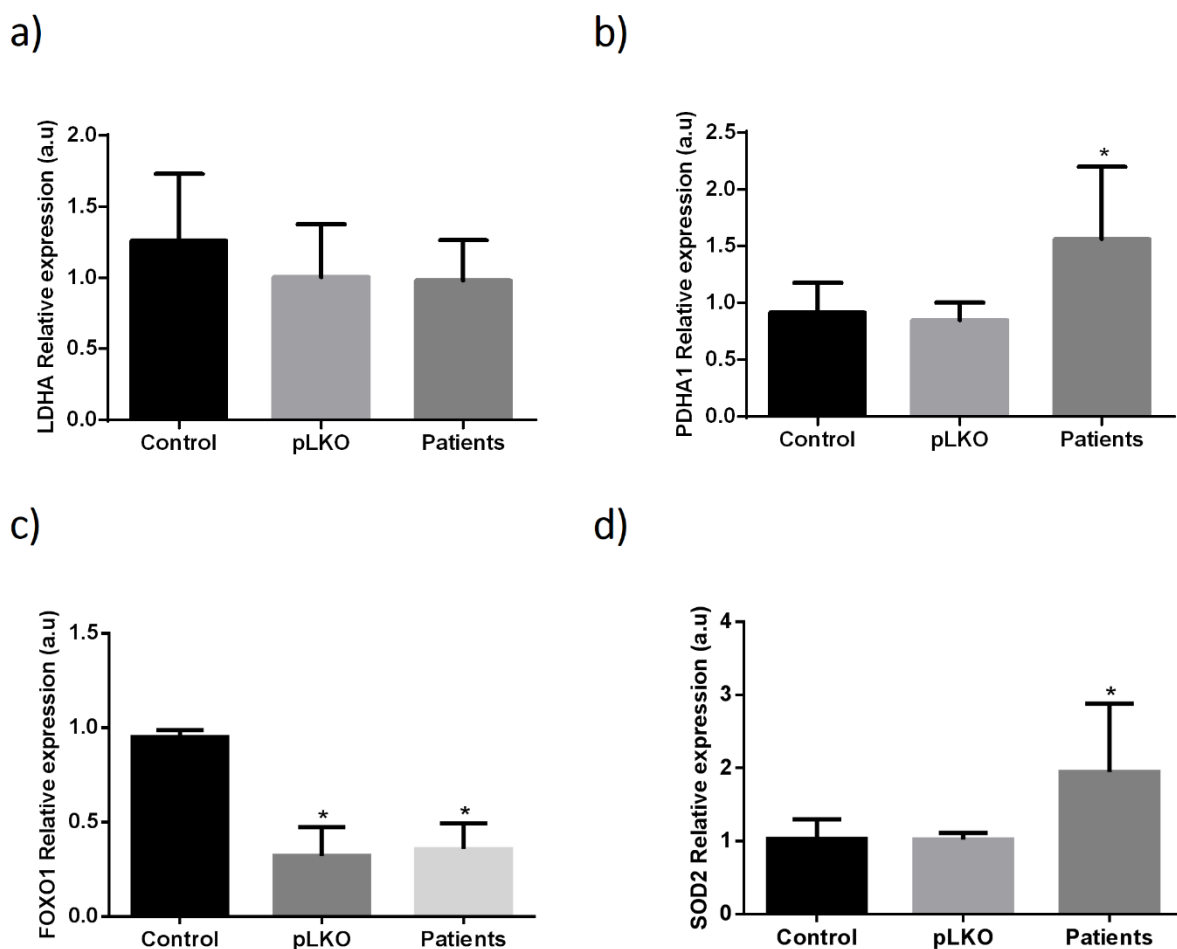 a)
LDHA Relative expression (a.u)
2.0
1.5
1.0
0.5
0.0
Control pLKO Patients
b)
PDHA1 Relative expression (a.u)
2.5
2.0
1.5
1.0
0.5
0.0
*
Control pLKO Patients
c)
FOXO1 Relative expression (a.u)
1.5
1.0
0.5
0.0
* *
Control pLKO Patients
d)
SOD2 Relative expression (a.u)
4
3
2
1
0
*
Control pLKO Patients